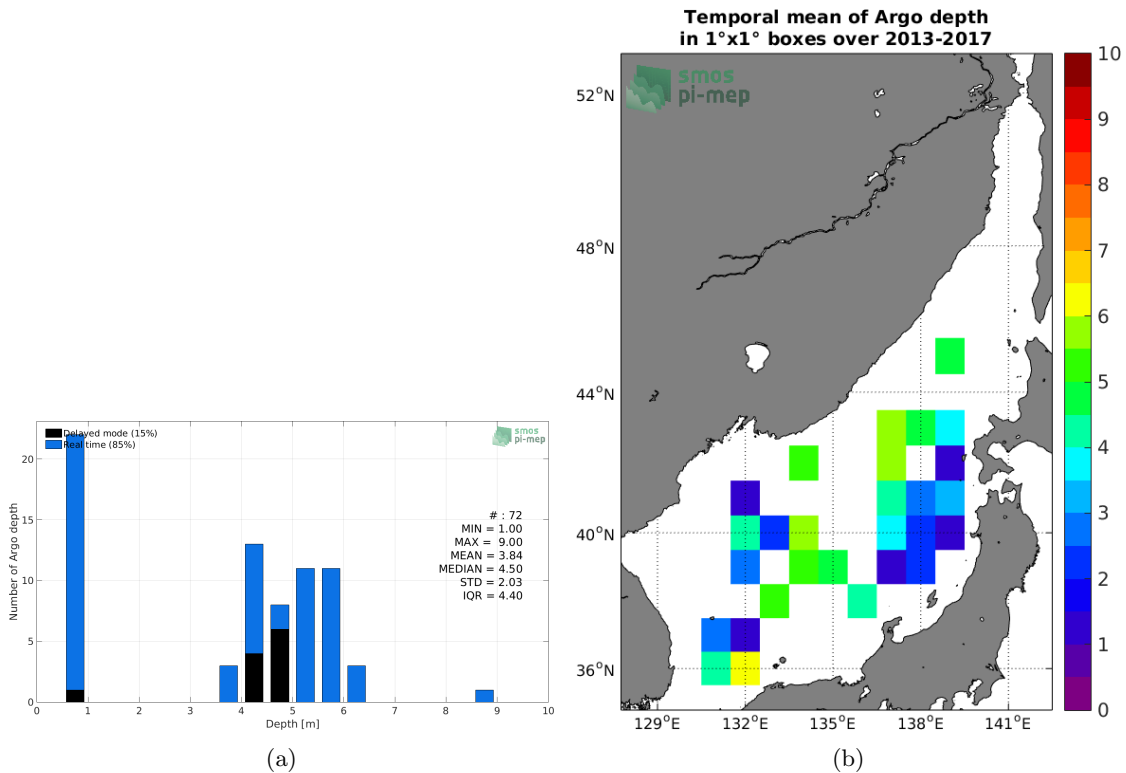 Temporal mean of Argo depth
in 1°x1° boxes over 2013-2017
smos
pi-mep
52°N
48°N
44°N
40°N
36°N
129°E
132°E
135°E
138°E
141°E
10
9
8
7
6
5
4
3
2
1
0
Delayed mode (15%)
Real time (85%)
smos
pi-mep
Number of Argo depth
20
15
10
5
0
# : 72
MIN = 1.00
MAX = 9.00
MEAN = 3.84
MEDIAN = 4.50
STD = 2.03
IQR = 4.40
0
1
2
3
4
5
6
7
8
9
10
Depth [m]
(a)
(b)